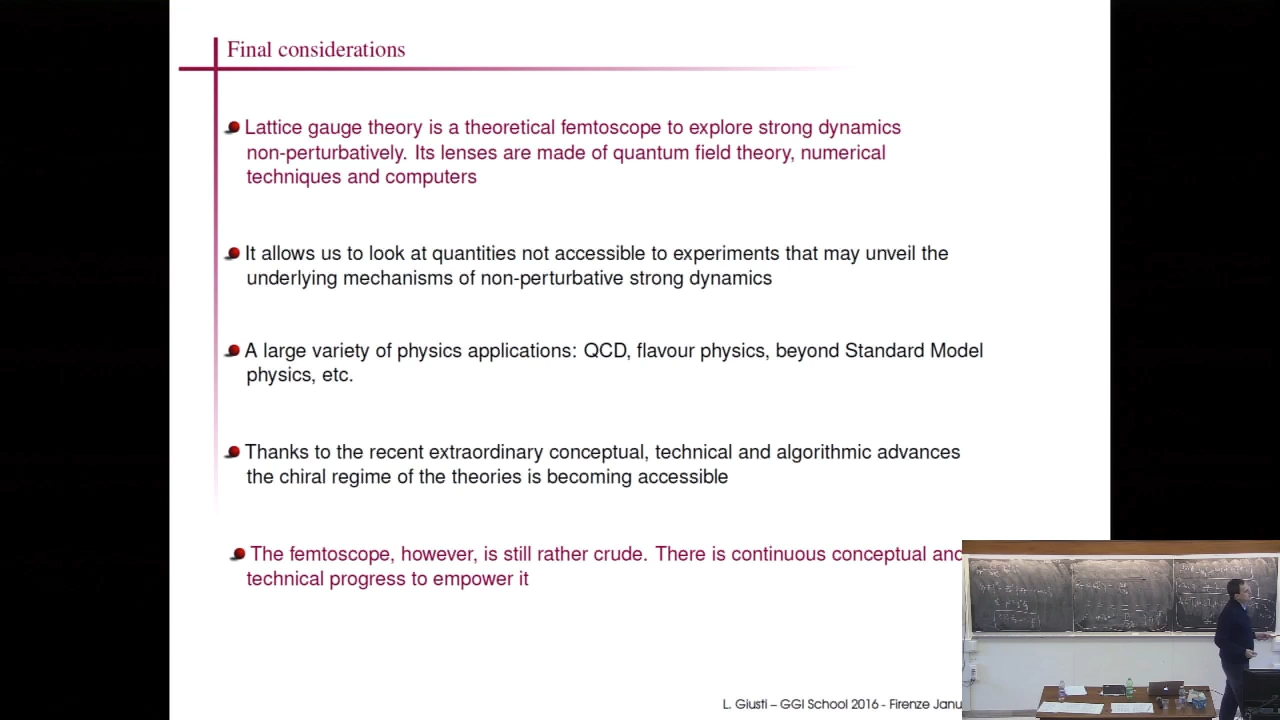 Final considerations
Lattice gauge theory is a theoretical femtoscope to explore strong dynamics
non-perturbatively. Its lenses are made of quantum field theory, numerical
techniques and computers
It allows us to look at quantities not accessible to experiments that may unveil the
underlying mechanisms of non-perturbative strong dynamics
A large variety of physics applications: QCD, flavour physics, beyond Standard Model
physics, etc.
Thanks to the recent extraordinary conceptual, technical and algorithmic advances
the chiral regime of the theories is becoming accessible
The femtoscope, however, is still rather crude. There is continuous conceptual and
technical progress to empower it
L. Giusti – GGI School 2016 - Firenze Janu